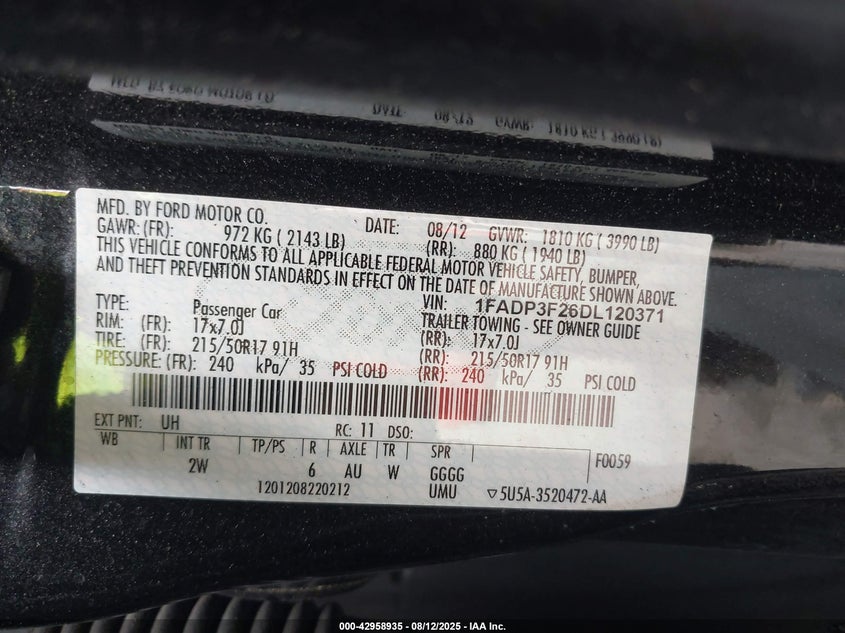 MFD. BY FORD MOTOR CO.
DATE: 08/12 GVWR: 1810 KG ( 3990 LB)
GAWR: (FR): 972 KG ( 2143 LB) (RR): 880 KG ( 1940 LB)
THIS VEHICLE CONFORMS TO ALL APPLICABLE FEDERAL MOTOR VEHICLE SAFETY, BUMPER,
AND THEFT PREVENTION STANDARDS IN EFFECT ON THE DATE OF MANUFACTURE SHOWN ABOVE.
VIN: 1FADP3F26DL120371
TYPE: Passenger Car TRAILER TOWING - SEE OWNER GUIDE
RIM: (FR): 17x7.0J (RR): 17x7.0J
TIRE: (FR): 215/50R17 91H (RR): 215/50R17 91H
PRESSURE: (FR): 240 kPa/ 35 PSI COLD (RR): 240 kPa/ 35 PSI COLD
EXT PNT: UH RC: 11 DSO:
WB INT TR TP/PS R AXLE TR SPR F0059
2W 6 AU W GGGG
1201208220212 UMU ▽5U5A-3520472-AA
000-42958935 - 08/12/2025 - IAA Inc.